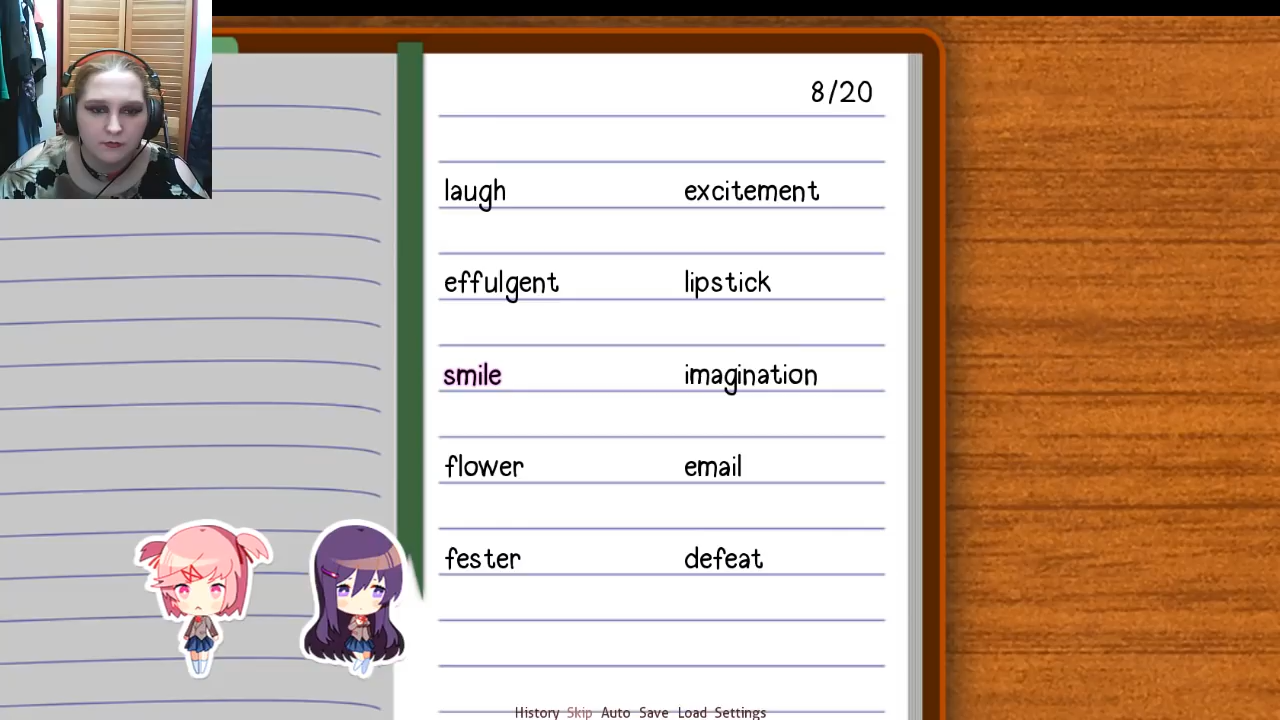 8/20
laugh excitement
effulgent lipstick
smile imagination
flower email
fester defeat
History Skip Auto Save Load Settings